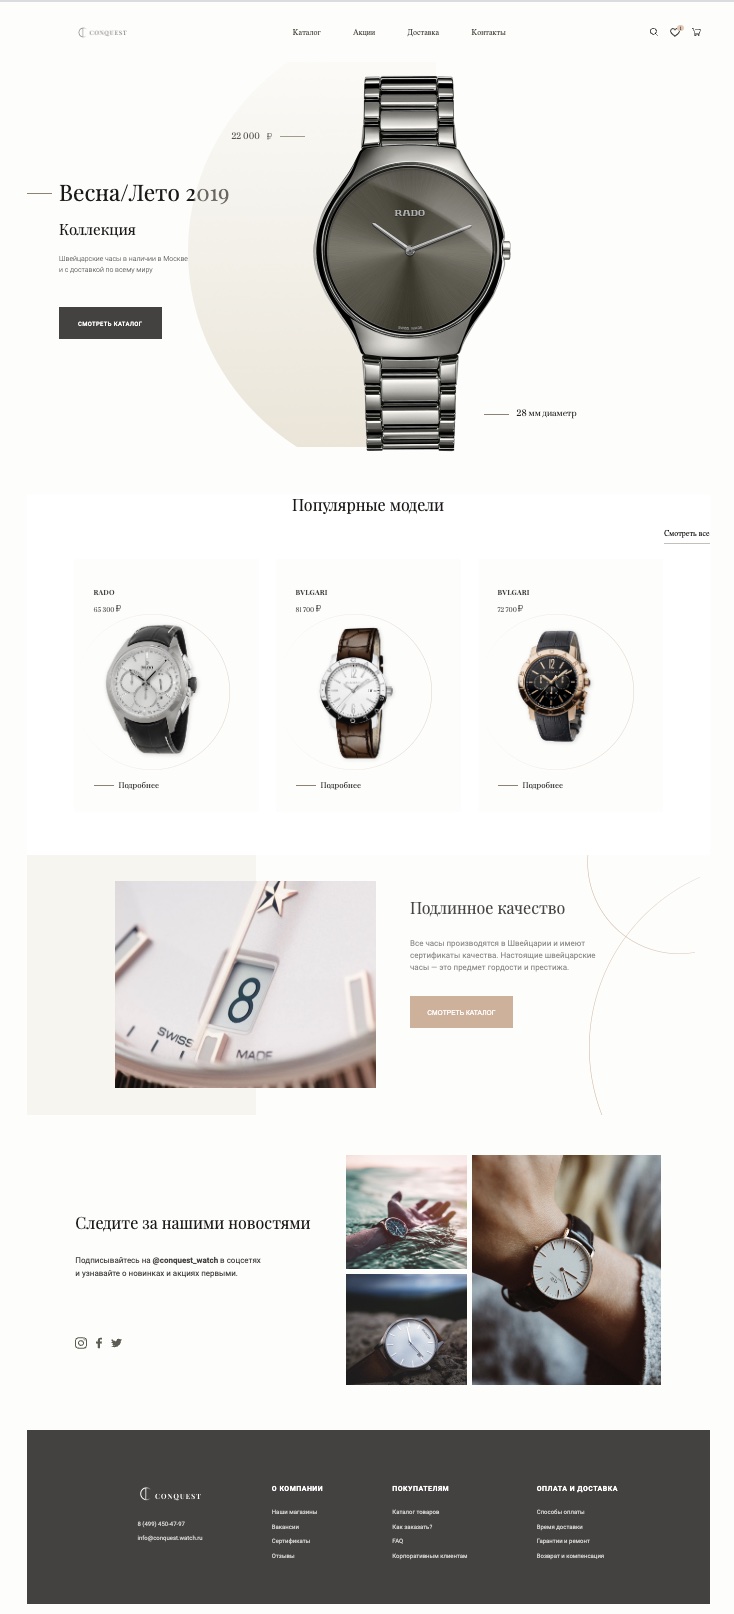 CONQUEST
Каталог
Акции
Доставка
Контакты
22 000 ₽
Весна/Лето 2019
Коллекция
Швейцарские часы в наличии в Москве
и с доставкой по всему миру
СМОТРЕТЬ КАТАЛОГ
RADO
SWISS MADE
28 мм диаметр
Популярные модели
Смотреть все
RADO
65 300 ₽
Подробнее
BVLGARI
81 700 ₽
Подробнее
BVLGARI
72 700 ₽
Подробнее
8
SWISS
MADE
Подлинное качество
Все часы производятся в Швейцарии и имеют
сертификаты качества. Настоящие швейцарские
часы — это предмет гордости и престижа.
СМОТРЕТЬ КАТАЛОГ
Следите за нашими новостями
Подписывайтесь на @conquest_watch в соцсетях
и узнавайте о новинках и акциях первыми.
CONQUEST
8 (499) 450-47-97
info@conquest.watch.ru
О КОМПАНИИ
Наши магазины
Вакансии
Сертификаты
Отзывы
ПОКУПАТЕЛЯМ
Каталог товаров
Как заказать?
FAQ
Корпоративным клиентам
ОПЛАТА И ДОСТАВКА
Способы оплаты
Время доставки
Гарантии и ремонт
Возврат и компенсация